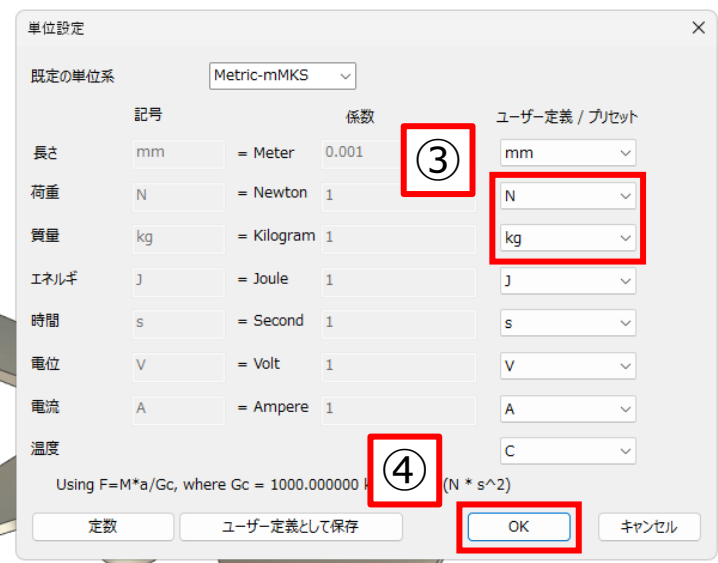 単位設定
既定の単位系 Metric-mMKS
記号 係数 ユーザー定義 / プリセット
③
長さ mm = Meter 0.001 mm
荷重 N = Newton 1 N
質量 kg = Kilogram 1 kg
エネルギ J = Joule 1 J
時間 s = Second 1 s
電位 V = Volt 1 V
電流 A = Ampere 1 A
温度 C
④
Using F=M*a/Gc, where Gc = 1000.000000 (N * s^2)
定数 ユーザー定義として保存 OK キャンセル